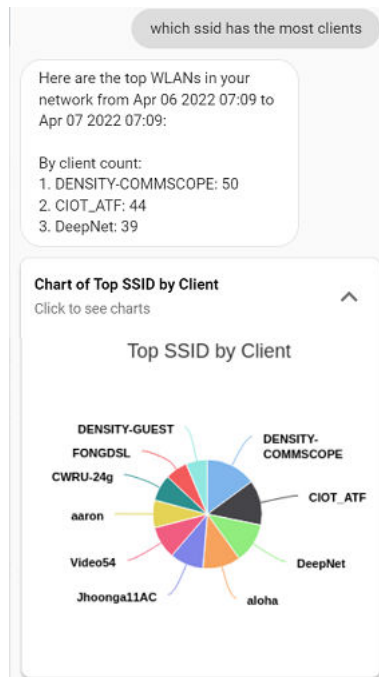 which ssid has the most clients
Here are the top WLANs in your
network from Apr 06 2022 07:09 to
Apr 07 2022 07:09:
By client count:
1. DENSITY-COMMSCOPE: 50
2. CIOT_ATF: 44
3. DeepNet: 39
Chart of Top SSID by Client
Click to see charts
Top SSID by Client
DENSITY-GUEST
DENSITY-
COMMSCOPE
FONGDSL
CWRU-24g
CIOT_ATF
aaron
Video54
DeepNet
Jhoonga11AC
aloha